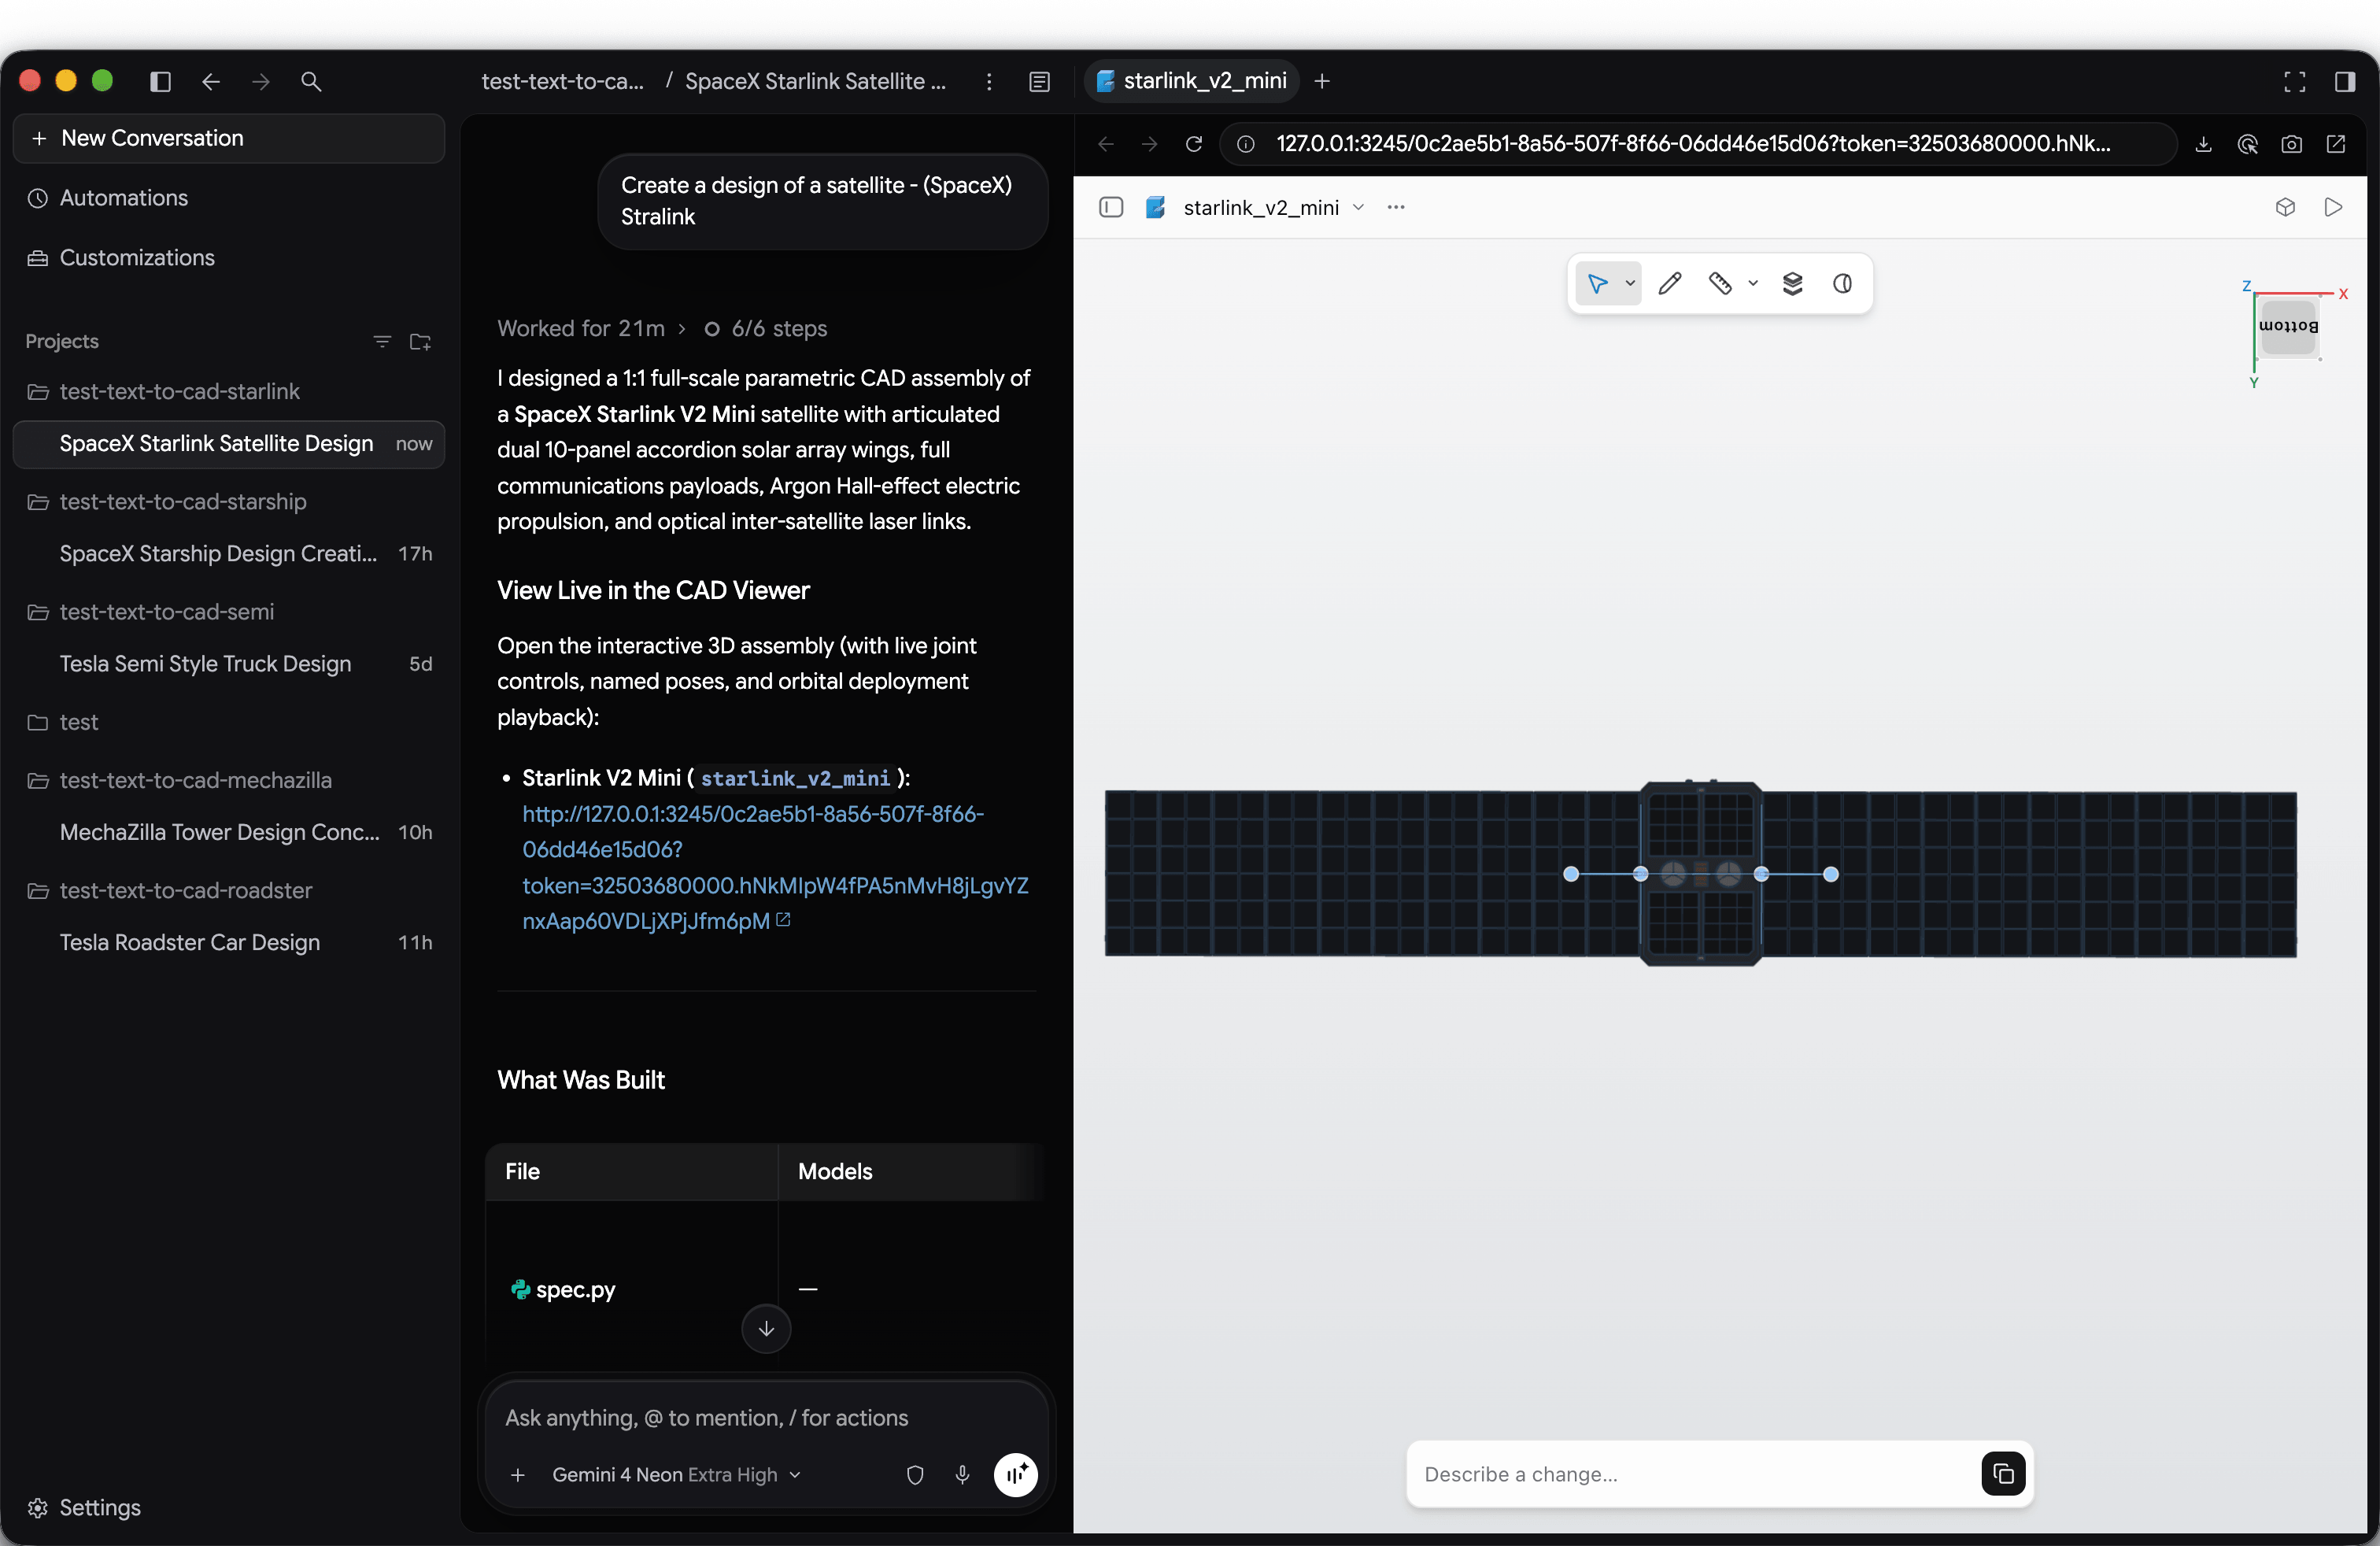 test-text-to-ca... / SpaceX Starlink Satellite ...
starlink_v2_mini
New Conversation
Automations
Customizations
Projects
test-text-to-cad-starlink
SpaceX Starlink Satellite Design now
test-text-to-cad-starship
SpaceX Starship Design Creati... 17h
test-text-to-cad-semi
Tesla Semi Style Truck Design 5d
test
test-text-to-cad-mechazilla
MechaZilla Tower Design Conc... 10h
test-text-to-cad-roadster
Tesla Roadster Car Design 11h
Settings
Create a design of a satellite - (SpaceX)
Stralink
Worked for 21m > 6/6 steps
I designed a 1:1 full-scale parametric CAD assembly of
a SpaceX Starlink V2 Mini satellite with articulated
dual 10-panel accordion solar array wings, full
communications payloads, Argon Hall-effect electric
propulsion, and optical inter-satellite laser links.
View Live in the CAD Viewer
Open the interactive 3D assembly (with live joint
controls, named poses, and orbital deployment
playback):
• Starlink V2 Mini ( starlink_v2_mini ):
http://127.0.0.1:3245/0c2ae5b1-8a56-507f-8f66-
06dd46e15d06?
token=32503680000.hNkMIpW4fPA5nMvH8jLgvYZ
nxAap60VDLjXPjJfm6pM
What Was Built
File Models
spec.py —
Ask anything, @ to mention, / for actions
Gemini 4 Neon Extra High
127.0.0.1:3245/0c2ae5b1-8a56-507f-8f66-06dd46e15d06?token=32503680000.hNk...
starlink_v2_mini
Z
X
Bottom
Y
Describe a change...